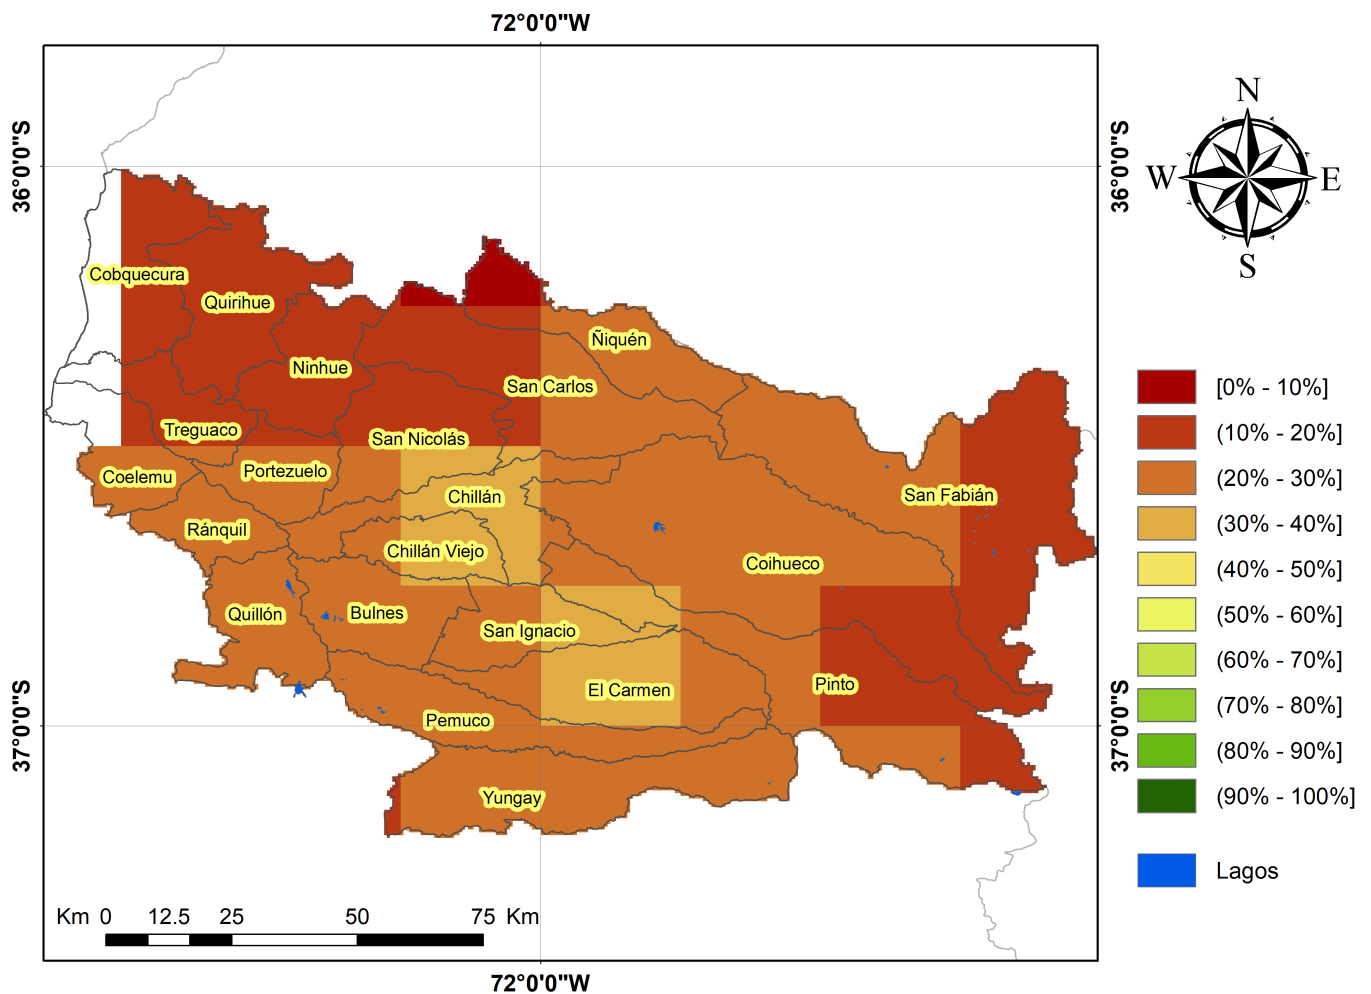 72°0'0"W
36°0'0"S
36°0'0"S
N
W
E
S
Cobquecura
Quirihue
Ñiquén
Ninhue
San Carlos
Treguaco
San Nicolás
Coelemu
Portezuelo
Chillán
San Fabián
Ránquil
Chillán Viejo
Coihueco
Quillón
Bulnes
San Ignacio
El Carmen
Pinto
Pemuco
Yungay
37°0'0"S
37°0'0"S
[0% - 10%]
(10% - 20%]
(20% - 30%]
(30% - 40%]
(40% - 50%]
(50% - 60%]
(60% - 70%]
(70% - 80%]
(80% - 90%]
(90% - 100%]
Lagos
Km 0 12.5 25 50 75 Km
72°0'0"W